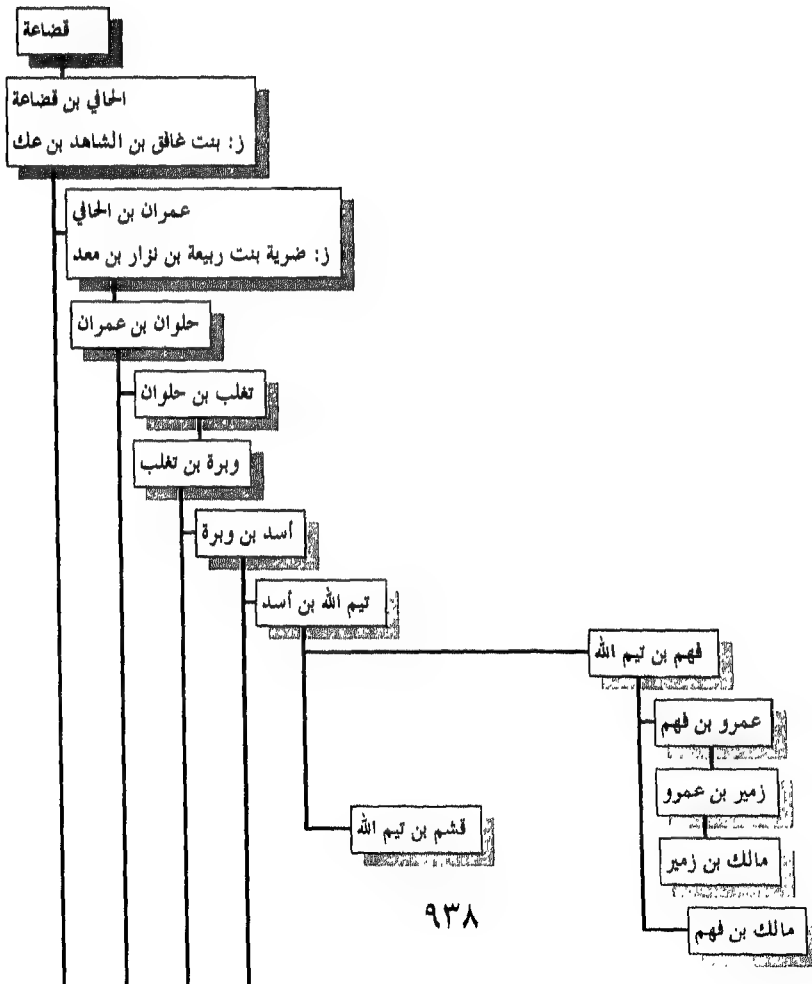 قضاعة
الحافي بن قضاعة
ز: بنت غافق بن الشاهد بن عك
عمران بن الحافي
ز: ضرية بنت ربيعة بن نزار بن معد
حلوان بن عمران
تغلب بن حلوان
وبرة بن تغلب
أسد بن وبرة
تيم الله بن أسد
فهم بن تيم الله
عمرو بن فهم
زمير بن عمرو
مالك بن زمير
مالك بن فهم
قشم بن تيم الله
٩٣٨